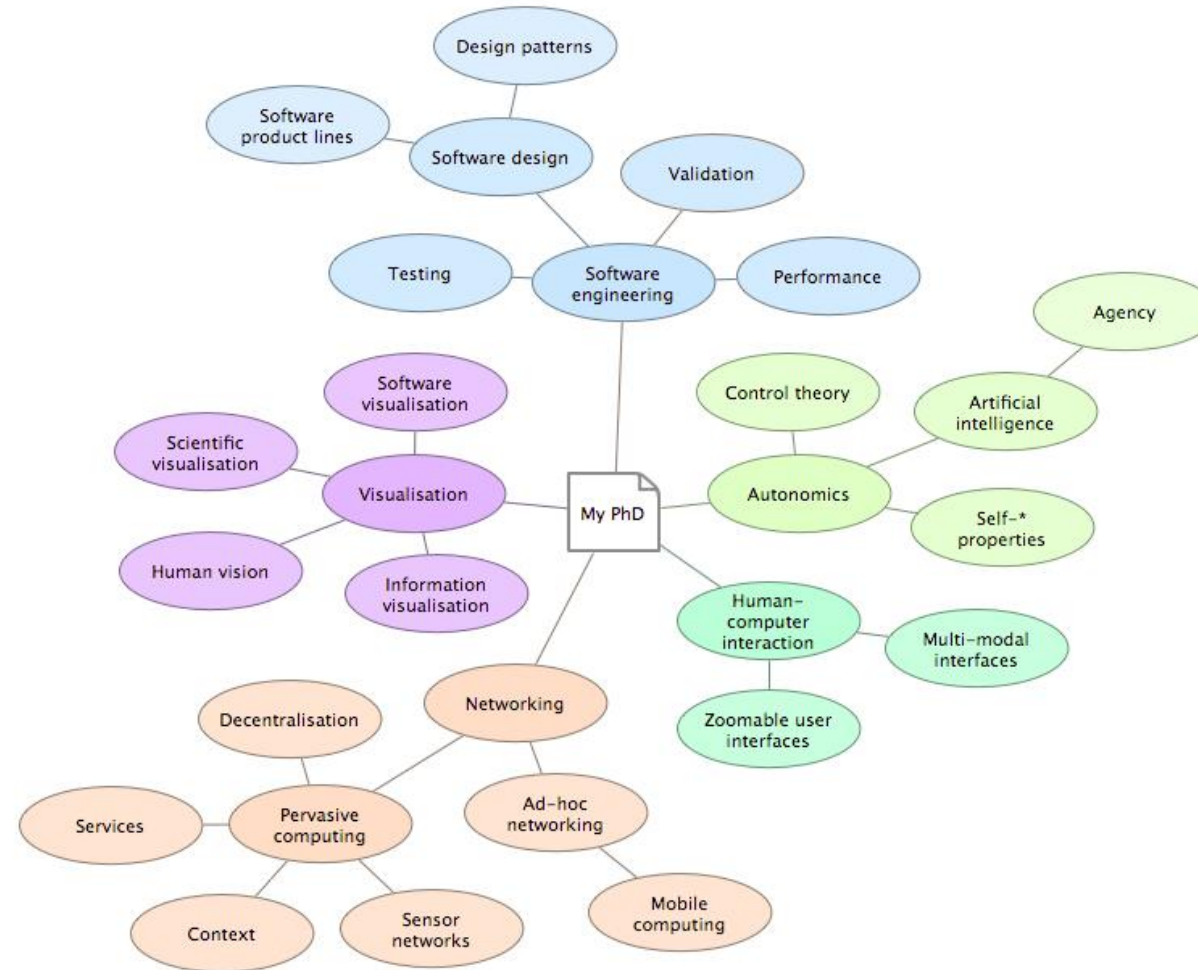 Design patterns
Software
product lines
Software design
Validation
Testing
Software
engineering
Performance
Agency
Software
visualisation
Control theory
Artificial
intelligence
Scientific
visualisation
Visualisation
My PhD
Autonomics
Self-*
properties
Human vision
Information
visualisation
Human-
computer
interaction
Multi-modal
interfaces
Networking
Zoomable user
interfaces
Decentralisation
Services
Pervasive
computing
Ad-hoc
networking
Context
Sensor
networks
Mobile
computing